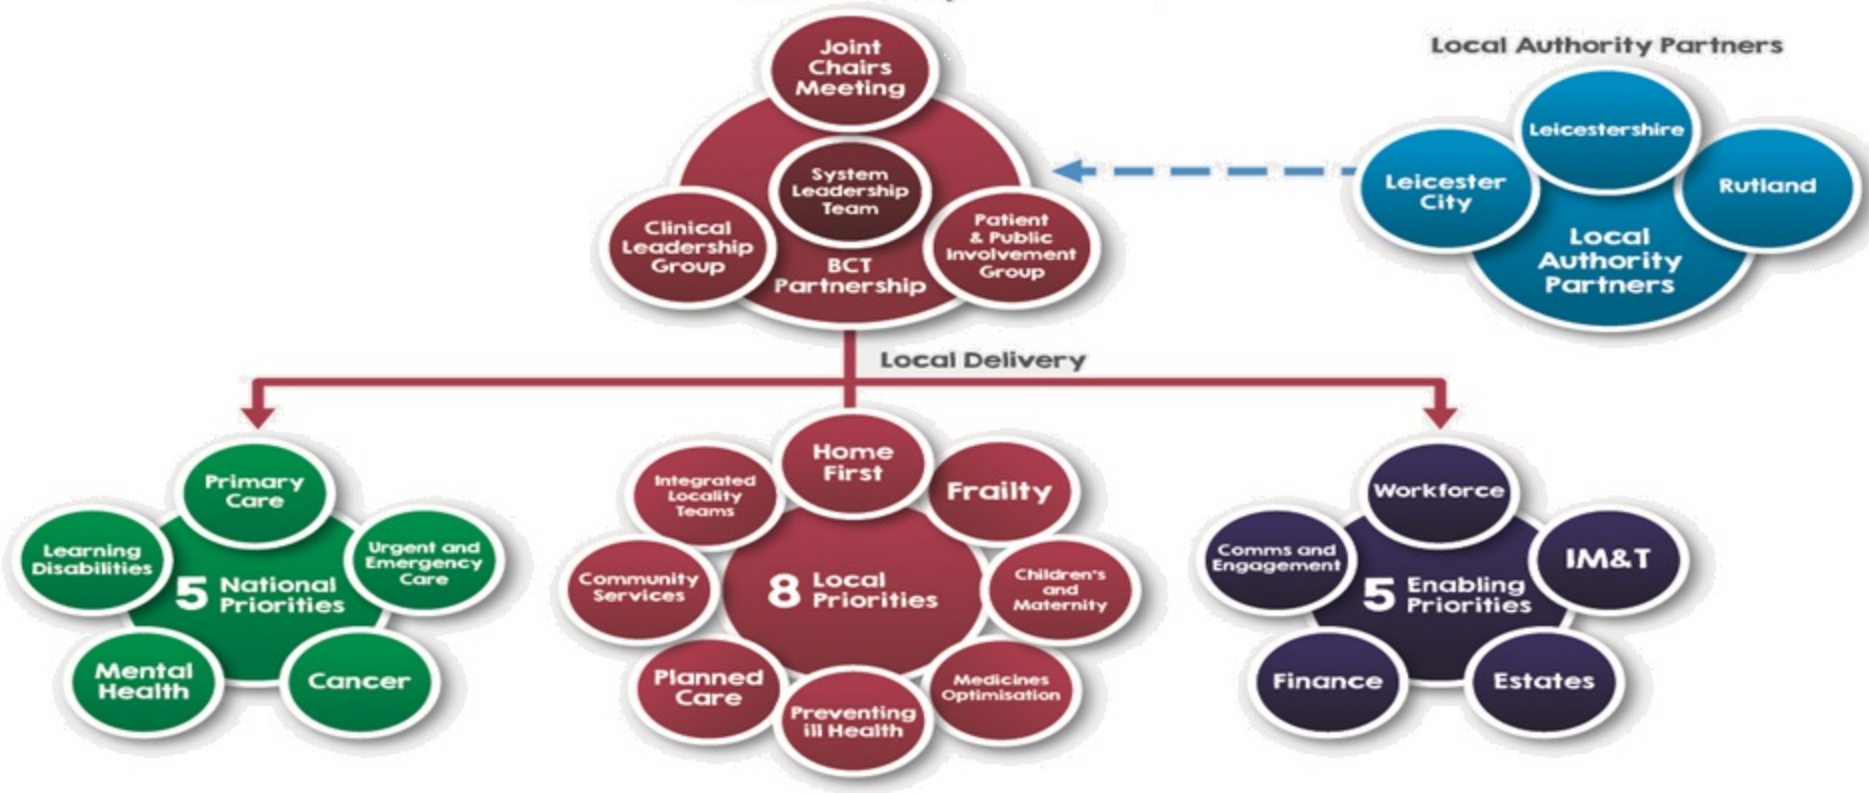 Joint
Chairs
Meeting
System
Leadership
Team
Clinical
Leadership
Group
Patient
& Public
Involvement
Group
BCT
Partnership
Local Authority Partners
Leicestershire
Leicester
City
Rutland
Local
Authority
Partners
Local Delivery
Primary
Care
Learning
Disabilities
Urgent and
Emergency
Care
5 National
Priorities
Mental
Health
Cancer
Home
First
Integrated
Locality
Teams
Frailty
Community
Services
8 Local
Priorities
Children's
and
Maternity
Planned
Care
Medicines
Optimisation
Preventing
ill Health
Workforce
Comms and
Engagement
IM&T
5 Enabling
Priorities
Finance
Estates